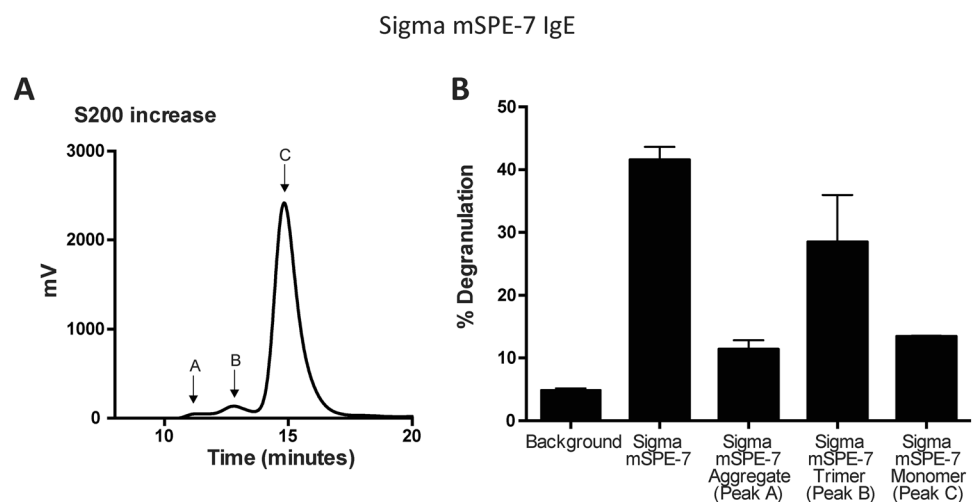 Sigma mSPE-7 IgE
A
S200 increase
3000
2000
1000
0
mV
A
B
C
10
15
20
Time (minutes)
B
50
40
30
20
10
0
% Degranulation
Background
Sigma
mSPE-7
Sigma
mSPE-7
Aggregate
(Peak A)
Sigma
mSPE-7
Trimer
(Peak B)
Sigma
mSPE-7
Monomer
(Peak C)